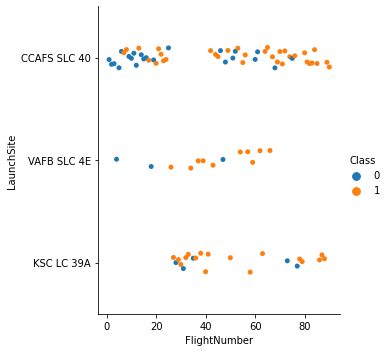 CCAFS SLC 40
VAFB SLC 4E
KSC LC 39A
LaunchSite
0 20 40 60 80
FlightNumber
Class
0
1